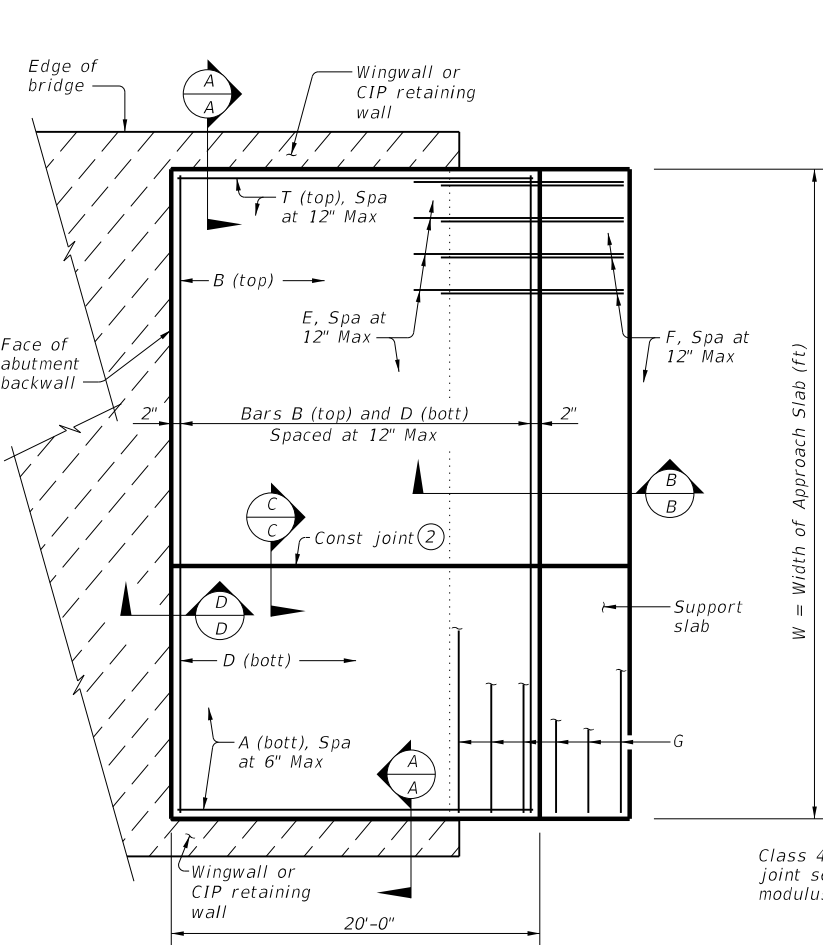 Edge of
bridge
A
A
Wingwall or
CIP retaining
wall
T (top), Spa
at 12" Max
B (top)
E, Spa at
12" Max
F, Spa at
12" Max
Face of
abutment
backwall
2"
Bars B (top) and D (bott)
Spaced at 12" Max
2"
W = Width of Approach Slab (ft)
B
B
C
C
Const joint 2
D
D
Support
slab
D (bott)
A (bott), Spa
at 6" Max
G
A
A
Wingwall or
CIP retaining
wall
20'-0"
Class 4
joint se
modulus